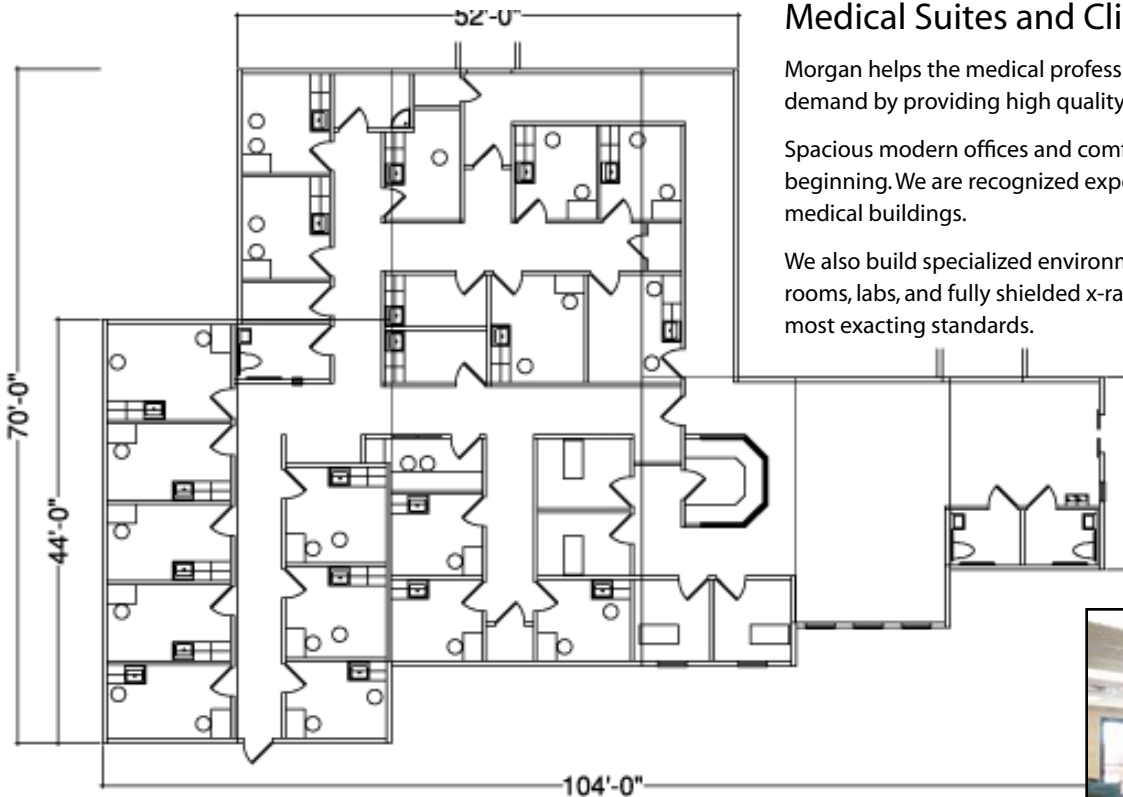 52'-0"
Medical Suites and Cli
Morgan helps the medical profess
demand by providing high quality
Spacious modern offices and comf
beginning. We are recognized expe
medical buildings.
We also build specialized environm
rooms, labs, and fully shielded x-ra
most exacting standards.
70'-0"
44'-0"
104'-0"